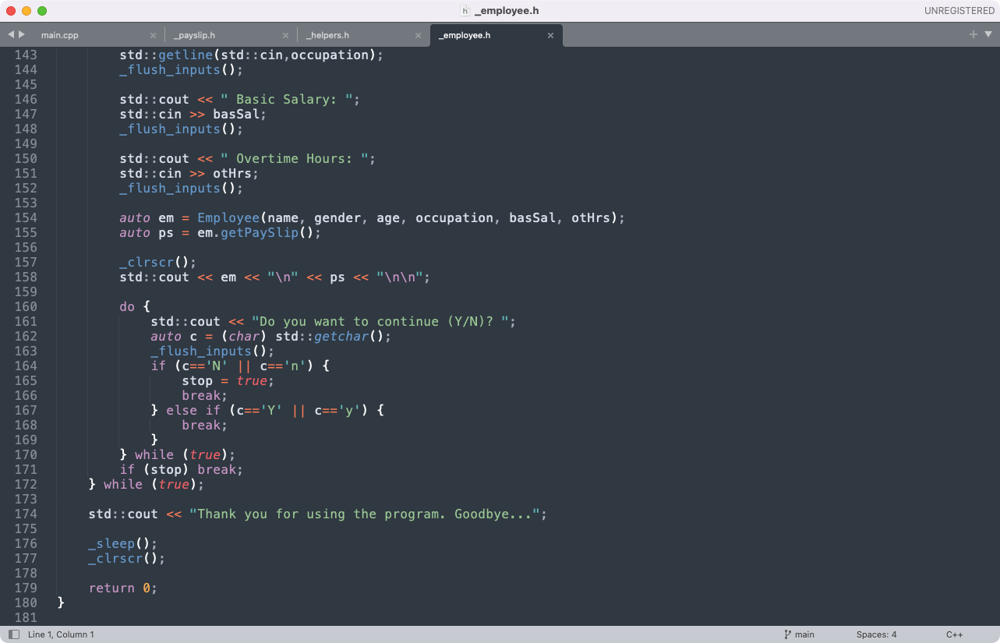 _employee.h
UNREGISTERED
main.cpp
_payslip.h
_helpers.h
_employee.h
143 std::getline(std::cin,occupation);
144 _flush_inputs();
145
146 std::cout << " Basic Salary: ";
147 std::cin >> basSal;
148 _flush_inputs();
149
150 std::cout << " Overtime Hours: ";
151 std::cin >> otHrs;
152 _flush_inputs();
153
154 auto em = Employee(name, gender, age, occupation, basSal, otHrs);
155 auto ps = em.getPaySlip();
156
157 _clrscr();
158 std::cout << em << "\n" << ps << "\n\n";
159
160 do {
161 std::cout << "Do you want to continue (Y/N)? ";
162 auto c = (char) std::getchar();
163 _flush_inputs();
164 if (c=='N' || c=='n') {
165 stop = true;
166 break;
167 } else if (c=='Y' || c=='y') {
168 break;
169 }
170 } while (true);
171 if (stop) break;
172 } while (true);
173
174 std::cout << "Thank you for using the program. Goodbye...";
175
176 _sleep();
177 _clrscr();
178
179 return 0;
180 }
181
Line 1, Column 1
main
Spaces: 4
C++